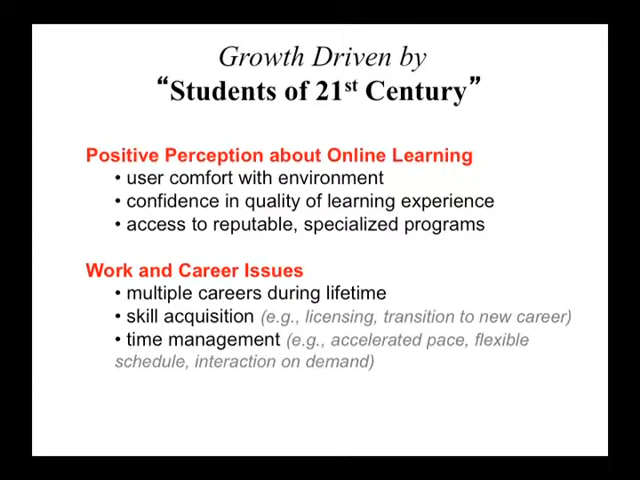 Growth Driven by
“Students of 21st Century”
Positive Perception about Online Learning
• user comfort with environment
• confidence in quality of learning experience
• access to reputable, specialized programs
Work and Career Issues
• multiple careers during lifetime
• skill acquisition (e.g., licensing, transition to new career)
• time management (e.g., accelerated pace, flexible
schedule, interaction on demand)